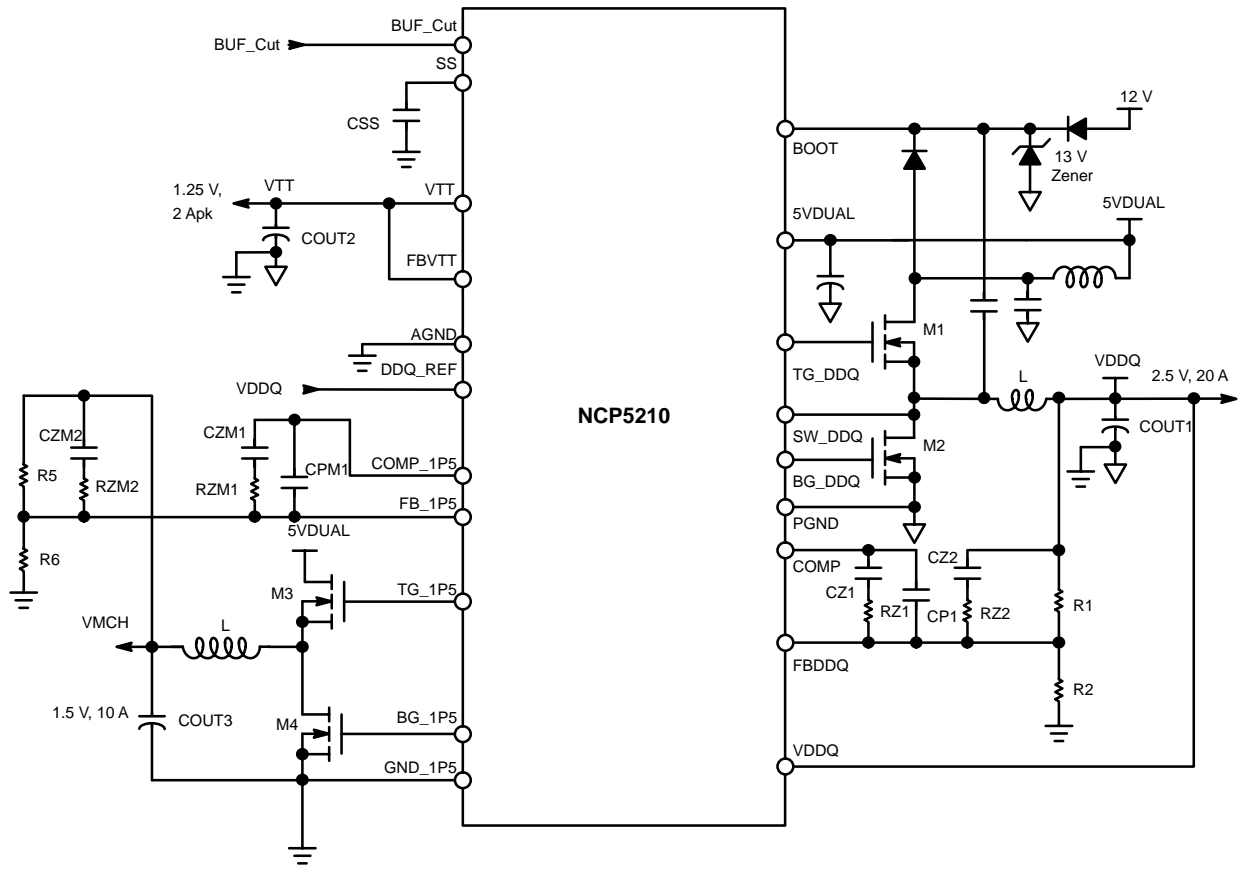 BUF_Cut
BUF_Cut
SS
CSS
1.25 V,
2 Apk
VTT
VTT
COUT2
FBVTT
AGND
DDQ_REF
VDDQ
CZM2
CZM1
R5
RZM2
RZM1
CPM1
COMP_1P5
FB_1P5
5VDUAL
R6
M3
TG_1P5
VMCH
L
1.5 V, 10 A
COUT3
M4
BG_1P5
GND_1P5
NCP5210
12 V
BOOT
13 V
Zener
5VDUAL
5VDUAL
M1
TG_DDQ
VDDQ
2.5 V, 20 A
L
SW_DDQ
COUT1
M2
BG_DDQ
PGND
COMP
CZ2
CZ1
RZ1
CP1
RZ2
R1
FBDDQ
R2
VDDQ